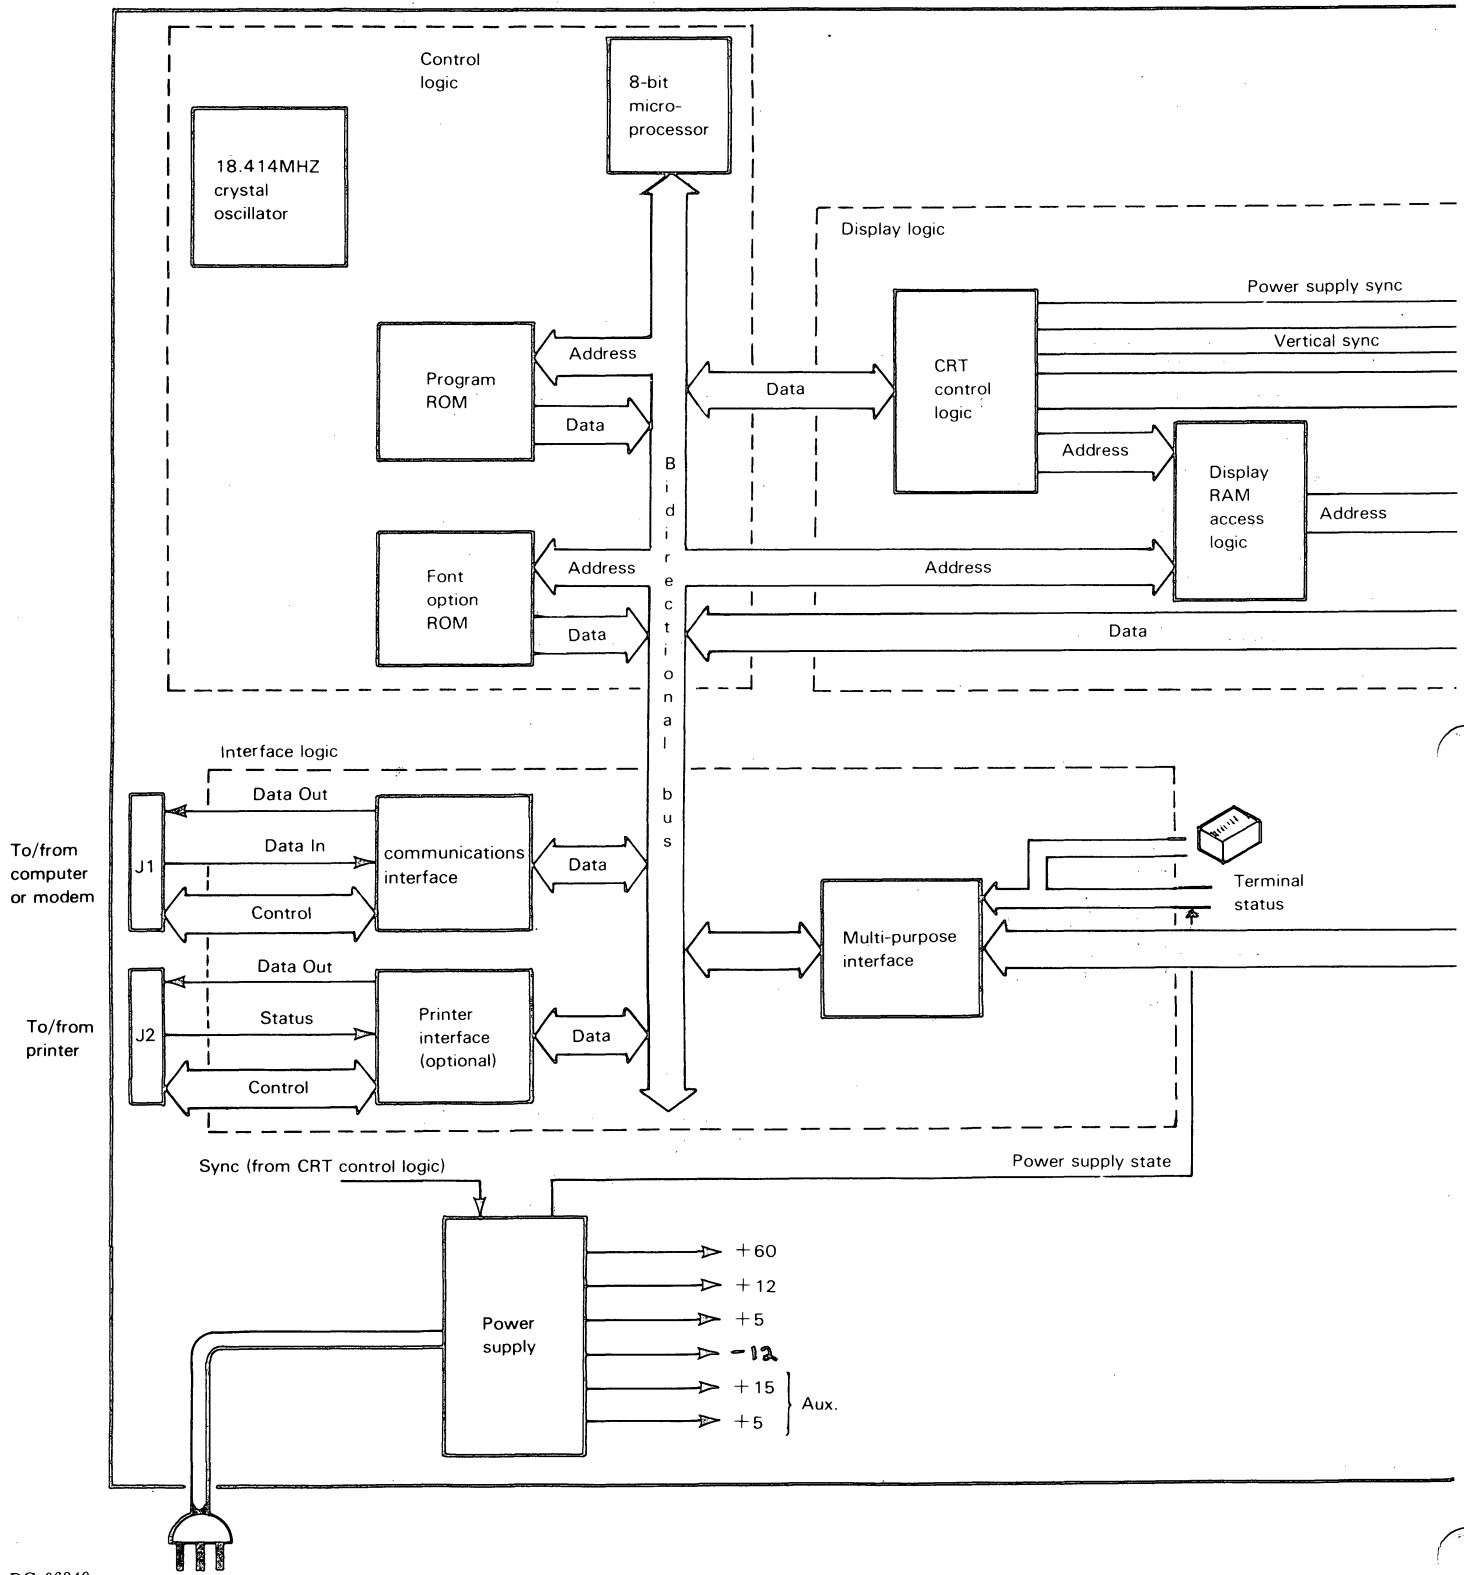 Control
logic
8-bit
micro-
processor
18.414MHZ
crystal
oscillator
Display logic
Power supply sync
Vertical sync
CRT
control
logic
Address
Program
ROM
Data
Data
Address
Display
RAM
access
logic
Address
Bidirectional bus
Font
option
ROM
Address
Data
Address
Data
Interface logic
To/from
computer
or modem
J1
Data Out
Data In
Control
communications
interface
Data
Terminal
status
Multi-purpose
interface
To/from
printer
J2
Data Out
Status
Control
Printer
interface
(optional)
Data
Sync (from CRT control logic)
Power supply state
Power
supply
+60
+12
+5
-12
+15
+5
Aux.